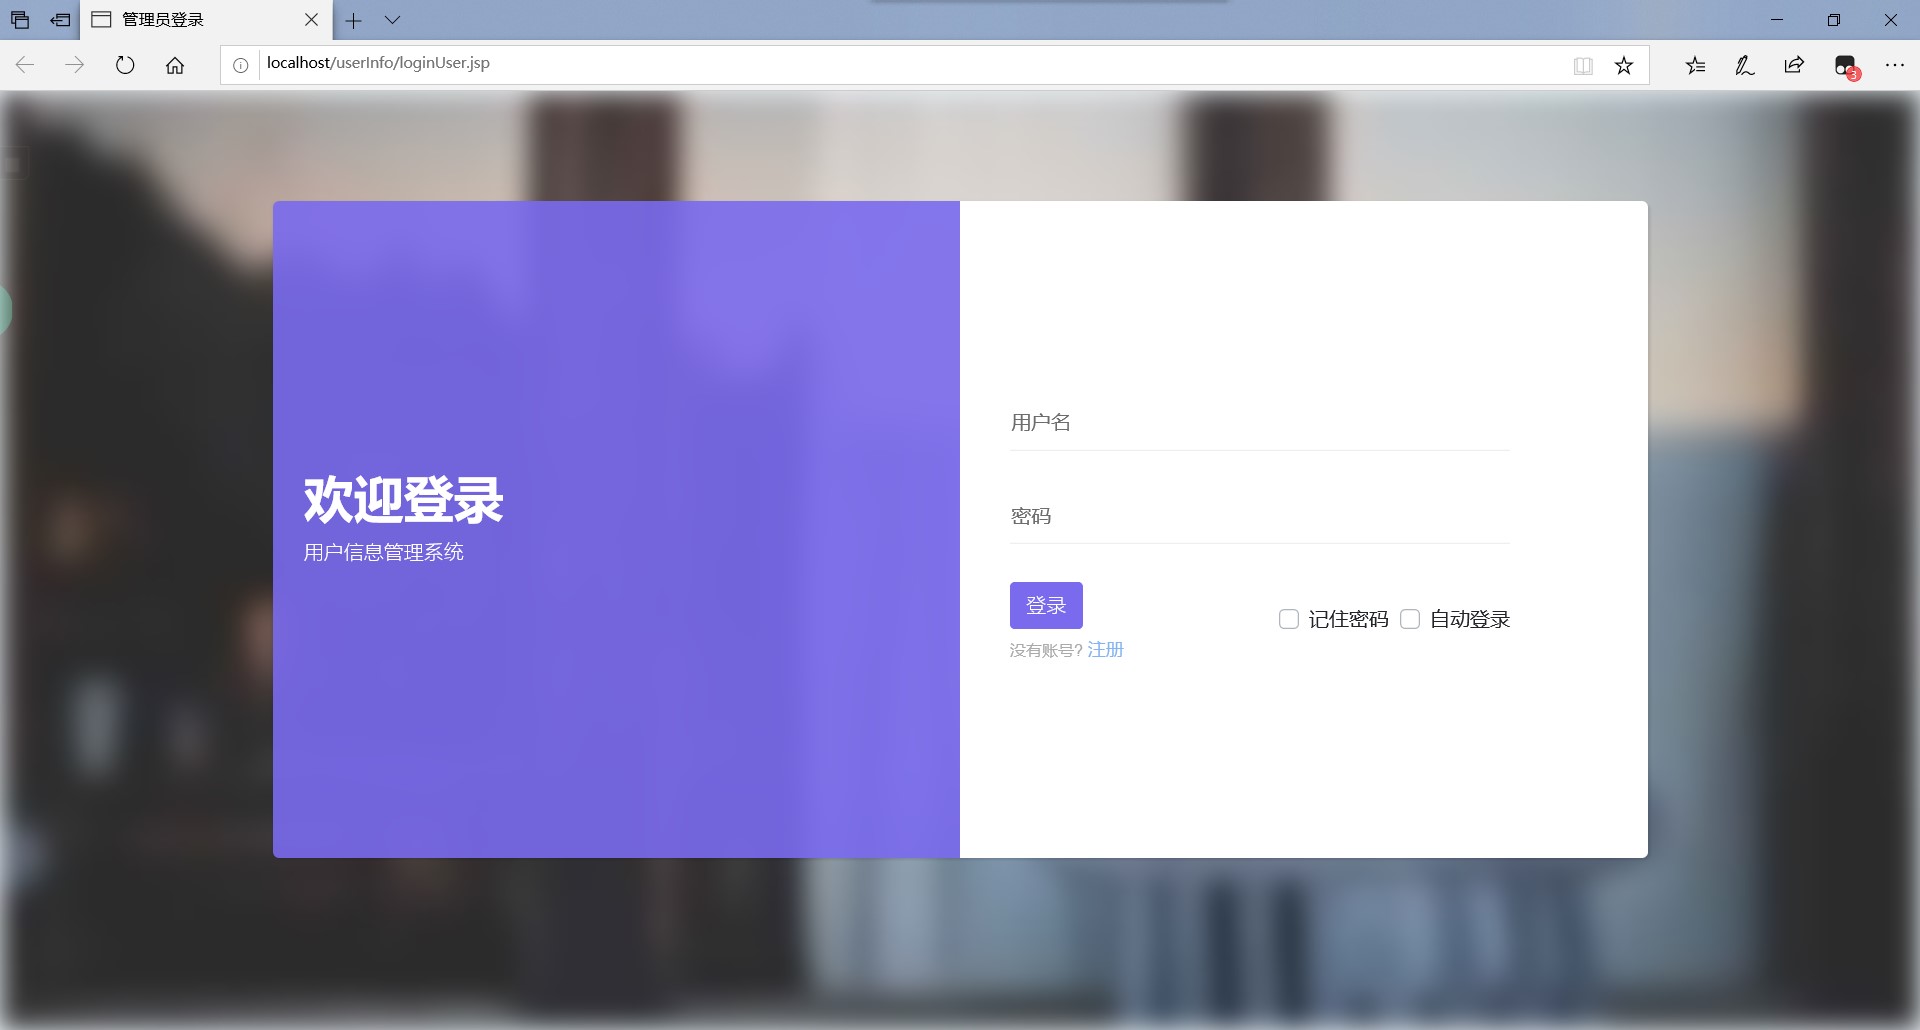 管理员登录
localhost/userInfo/loginUser.jsp
3
欢迎登录
用户信息管理系统
用户名
密码
登录
记住密码 自动登录
没有账号? 注册